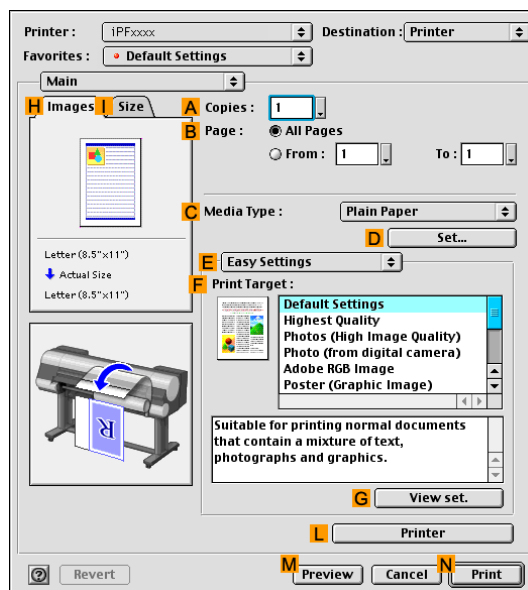 Printer : iPFxxxx Destination : Printer
Favorites : Default Settings
Main
H Images I Size
A Copies : 1
B Page : All Pages
From : 1 To : 1
C Media Type : Plain Paper
D Set...
Letter (8.5"x11")
Actual Size
Letter (8.5"x11")
E Easy Settings
F Print Target :
Default Settings
Highest Quality
Photos (High Image Quality)
Photo (from digital camera)
Adobe RGB Image
Poster (Graphic Image)
R
Suitable for printing normal documents
that contain a mixture of text,
photographs and graphics.
G View set.
L Printer
? Revert M Preview Cancel N Print